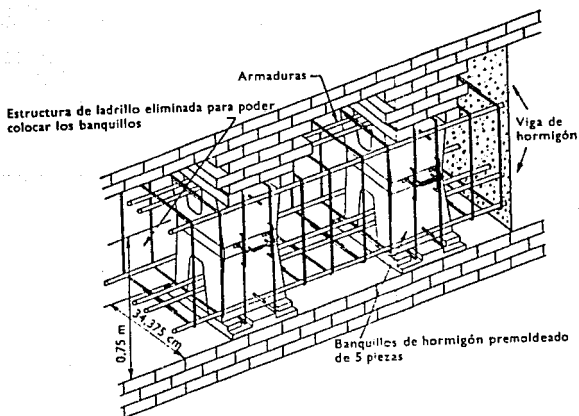 Armaduras
Estructura de ladrillo eliminada para poder
colocar los banquillos
Viga de
hormigón
34,375 cm
0,75 m
Banquillos de hormigón premoldeado
de 5 piezas